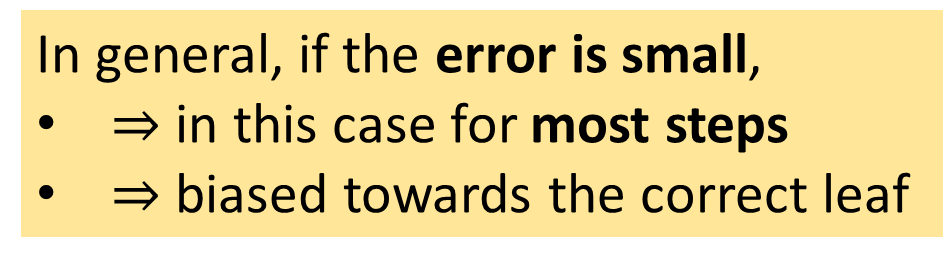 In general, if the error is small,
• ⇒ in this case for most steps
• ⇒ biased towards the correct leaf